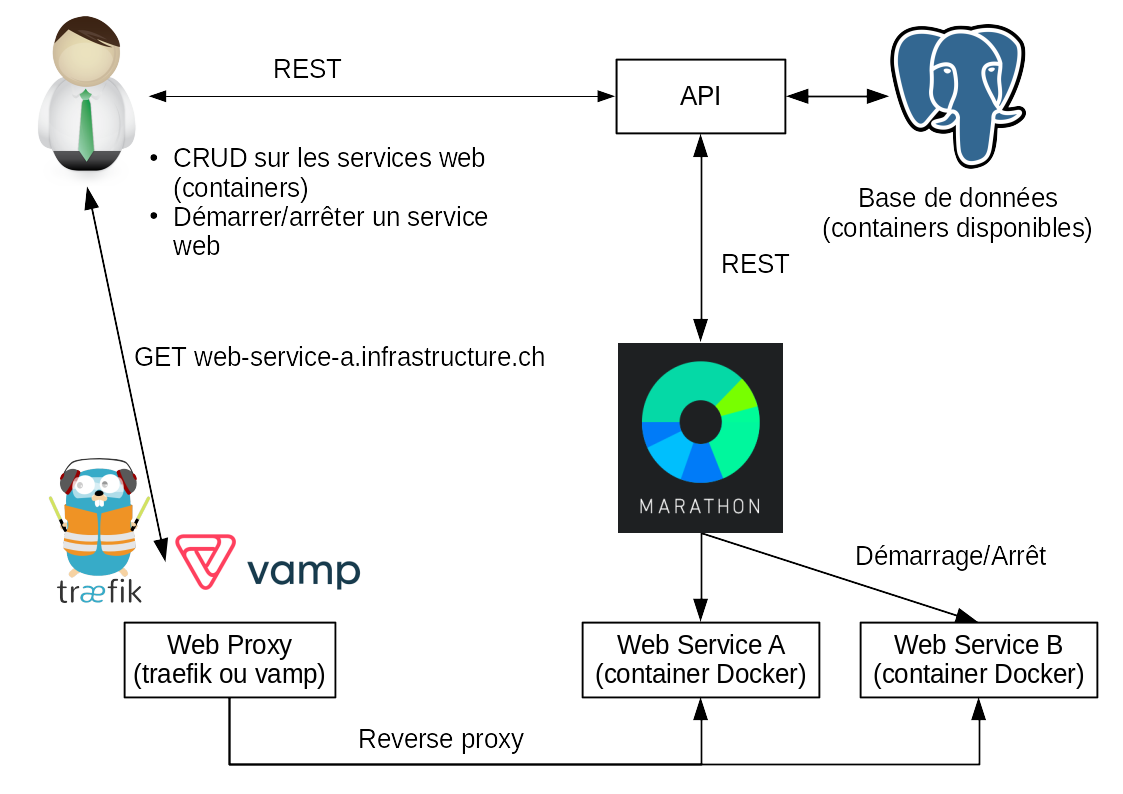 REST
API
• CRUD sur les services web
(containers)
• Démarrer/arrêter un service
web
Base de données
(containers disponibles)
REST
GET web-service-a.infrastructure.ch
MARATHON
træfik
vamp
Démarrage/Arrêt
Web Proxy
(traefik ou vamp)
Web Service A
(container Docker)
Web Service B
(container Docker)
Reverse proxy